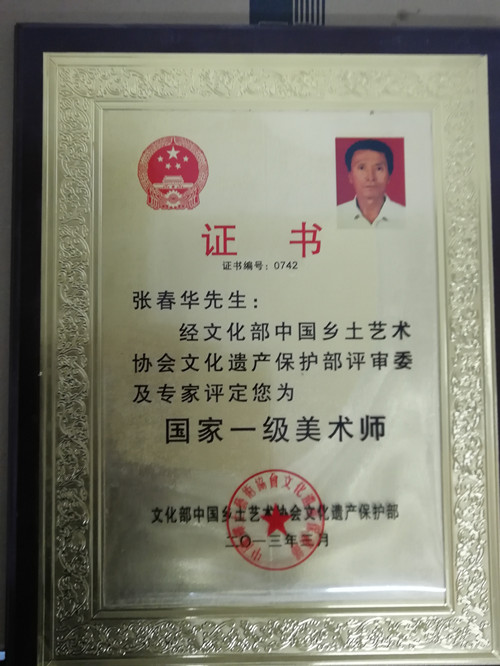 证 书
证书编号：0742
张春华先生：
经文化部中国乡土艺术
协会文化遗产保护部评审委
及专家评定您为
国家一级美术师
文化部中国乡土艺术协会文化遗产保护部
二〇一三年三月